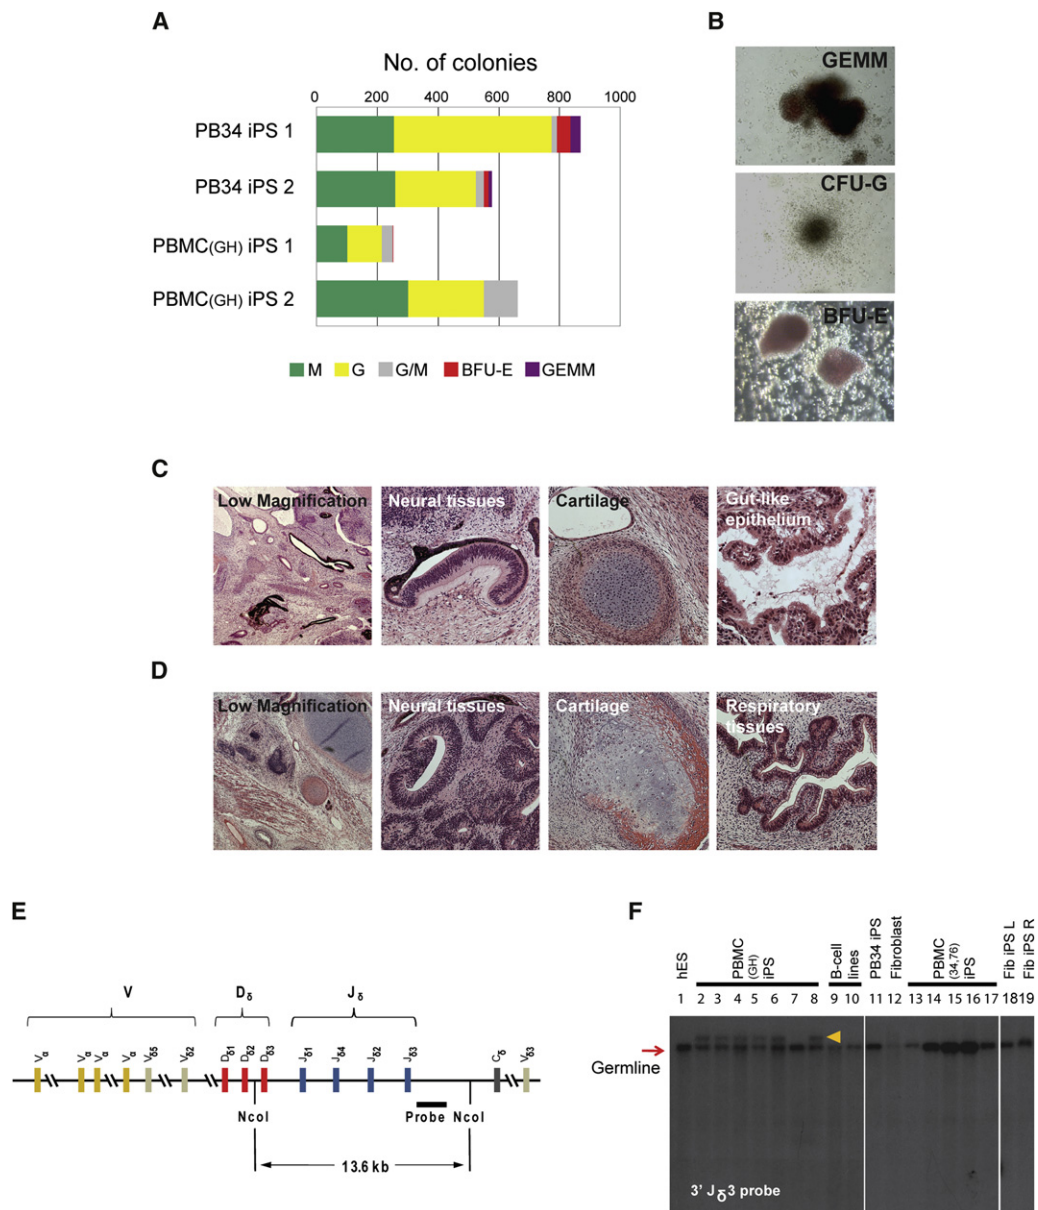 A
No. of colonies
0 200 400 600 800 1000
PB34 iPS 1
PB34 iPS 2
PBMC(GH) iPS 1
PBMC(GH) iPS 2
M G G/M BFU-E GEMM
B
GEMM
CFU-G
BFU-E
C
Low Magnification
Neural tissues
Cartilage
Gut-like
epithelium
D
Low Magnification
Neural tissues
Cartilage
Respiratory
tissues
E
V Dδ Jδ
Vα Vα Vα Vα Vδ5 Vδ2 Dδ1 Dδ2 Dδ3 Jδ1 Jδ4 Jδ2 Jδ3 Cδ Vδ3
NcoI Probe NcoI
13.6 kb
F
hES
PBMC
(GH)
iPS
B-cell
lines
PB34 iPS
Fibroblast
PBMC
(34,76)
iPS
Fib iPS L
Fib iPS R
1 2 3 4 5 6 7 8 9 10 11 12 13 14 15 16 17 18 19
Germline
3' Jδ3 probe